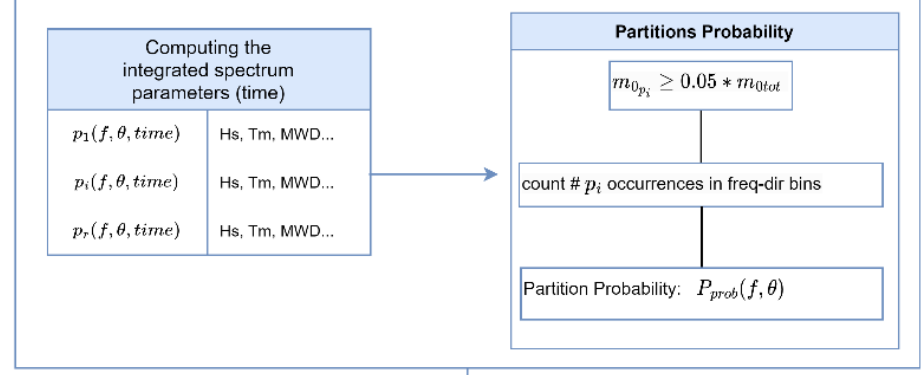 Computing the
integrated spectrum
parameters (time)
p₁(f, θ, time) Hs, Tm, MWD...
pᵢ(f, θ, time) Hs, Tm, MWD...
pᵣ(f, θ, time) Hs, Tm, MWD...
Partitions Probability
m₀ₚᵢ ≥ 0.05 * m₀ₜₒₜ
count # pᵢ occurrences in freq-dir bins
Partition Probability: P_prob(f, θ)